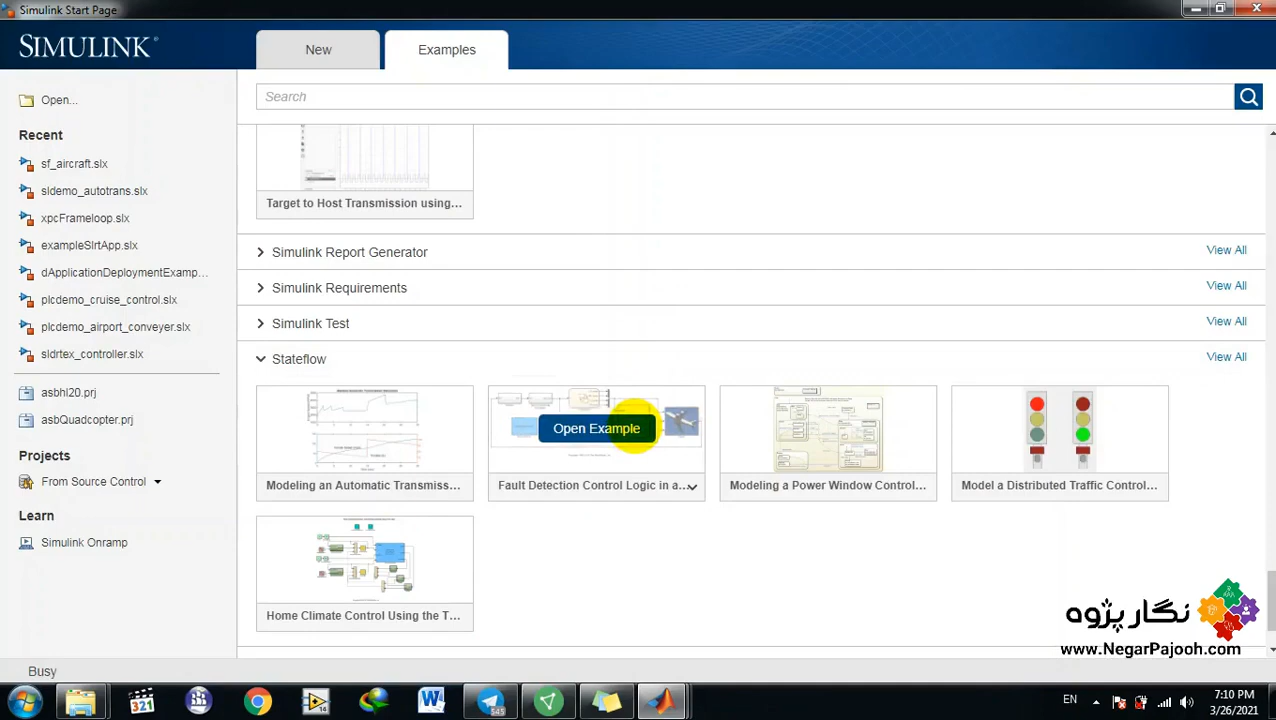 Simulink Start Page
SIMULINK®
New
Examples
Open...
Search
Recent
sf_aircraft.slx
sldemo_autotrans.slx
xpcFrameloop.slx
exampleSlrtApp.slx
dApplicationDeploymentExamp...
plcdemo_cruise_control.slx
plcdemo_airport_conveyer.slx
sldrtex_controller.slx
asbhl20.prj
asbQuadcopter.prj
Projects
From Source Control
Learn
Simulink Onramp
Target to Host Transmission using...
Simulink Report Generator
View All
Simulink Requirements
View All
Simulink Test
View All
Stateflow
View All
Open Example
Modeling an Automatic Transmiss...
Fault Detection Control Logic in a...
Modeling a Power Window Control...
Model a Distributed Traffic Control...
Home Climate Control Using the T...
نگار پژوه
www.NegarPajooh.com
Busy
321
545
EN
7:10 PM
3/26/2021